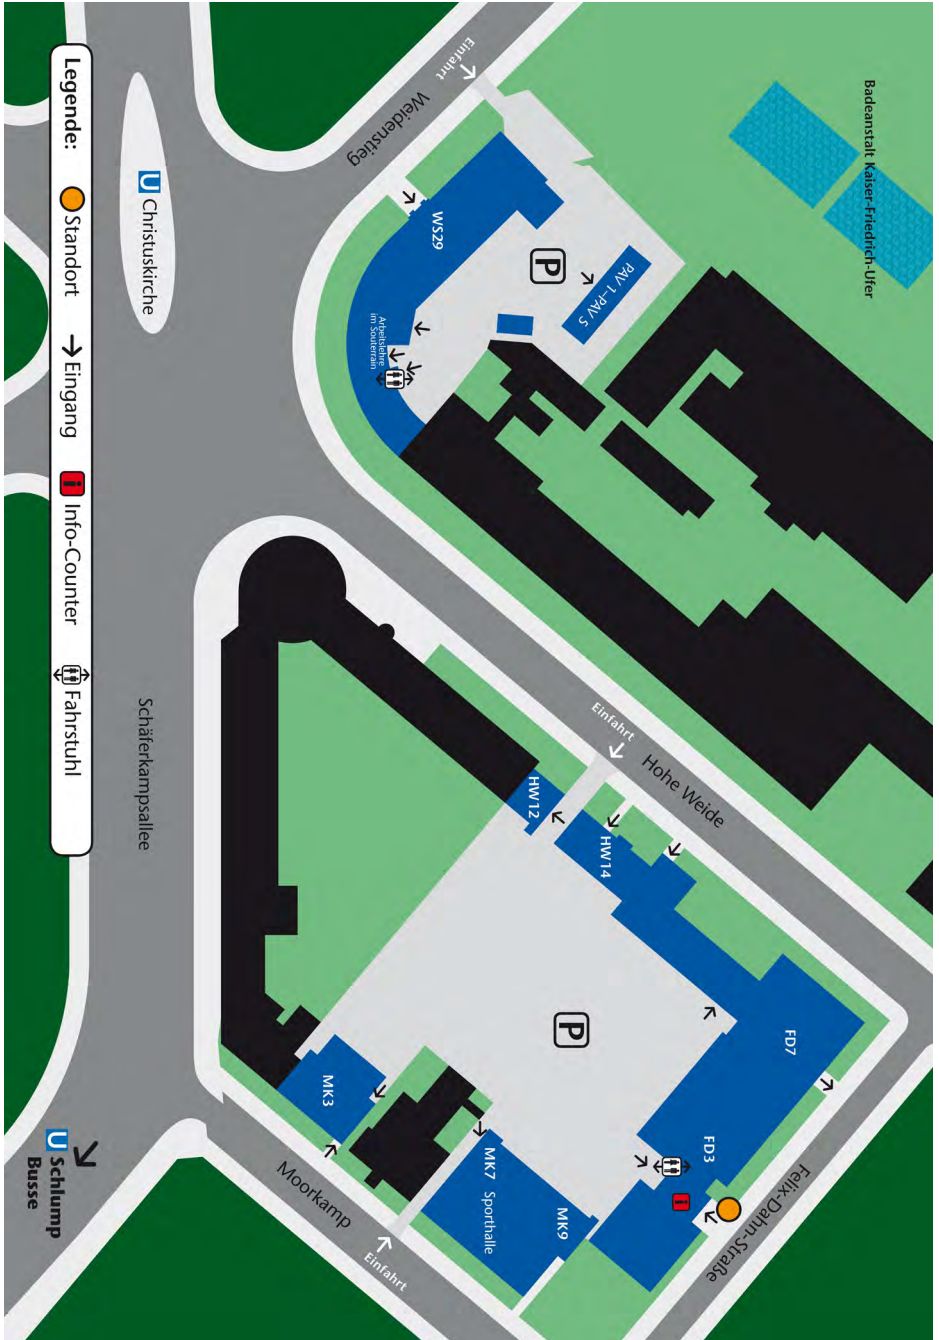 Badeanstalt Kaiser-Friedrich-Ufer
Einfahrt
Weidenstieg
WS29
P
PAV 1–PAV 5
Arbeitslehre
im Souterrain
U Christuskirche
Legende:
Standort
Eingang
i Info-Counter
Fahrstuhl
Schäferkampsallee
Einfahrt
Hohe Weide
HW12
HW14
P
FD7
FD3
i
Felix-Dahn-Straße
MK3
MK7 Sporthalle
MK9
Moorkamp
Einfahrt
U Schlump
Busse